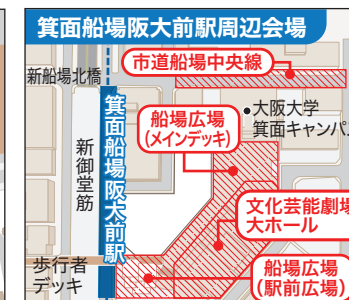 箕面船場阪大前駅周辺会場
市道船場中央線
新船場北橋
船場広場
(メインデッキ)
●大阪大学
箕面キャンパ
箕面船場阪大前駅
新御堂筋
文化芸能劇場
大ホール
歩行者
デッキ
船場広場
(駅前広場)